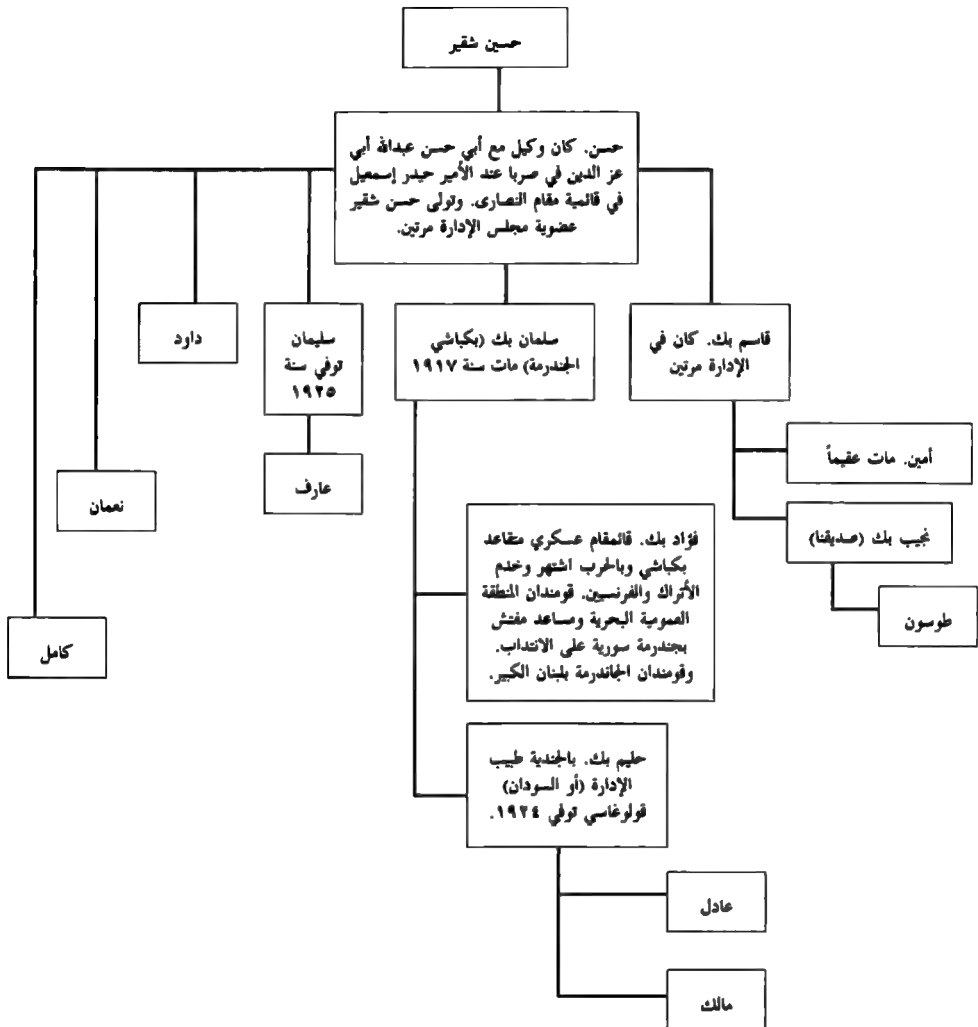 حسين شقير
حسن. كان وكيل مع أبي حسن عبدالله أبي
عز الدين في صربا عند الأمير حيدر إسمعيل
في قائمية مقام النصارى. وتولى حسن شقير
عضوية مجلس الإدارة مرتين.
قاسم بك. كان في
الإدارة مرتين
سلمان بك (بكباشي
الجندرمة) مات سنة ١٩١٧
سليمان
توفي سنة
١٩٢٥
داود
نعمان
كامل
أمين. مات عقيماً
نجيب بك (صديقنا)
طوسون
عارف
فؤاد بك. قائمقام عسكري متقاعد
بكباشي وبالحرب اشتهر وخدم
الأتراك والفرنسيين. قومندان المنطقة
العمومية البحرية ومساعد مفتش
بجندرمة سورية على الانتداب.
وقومندان الجاندرمة بلبنان الكبير.
حليم بك. بالجندية طبيب
الإدارة (أو السودان)
قولوغاسي توفي ١٩٢٤.
عادل
مالك